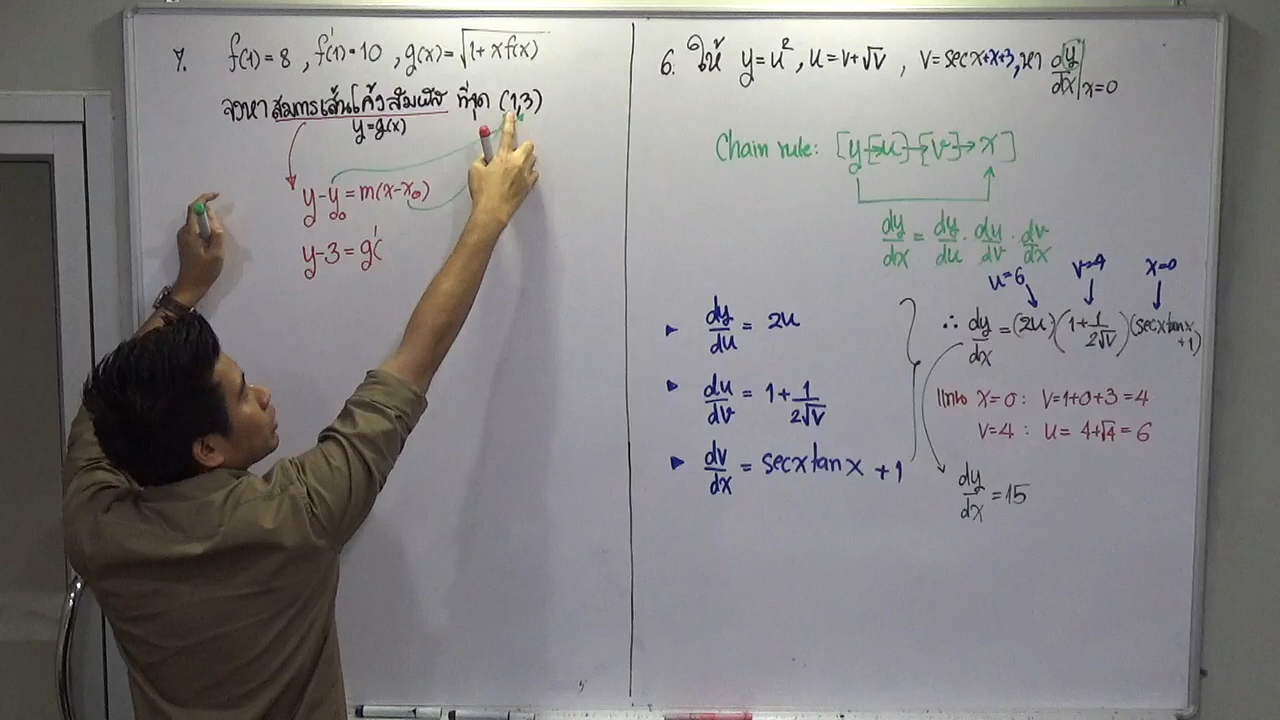 7. f(1) = 8 , f'(1) = 10 , g(x) = √(1 + x f(x))
จงหา สมการเส้นโค้งสัมผัส ที่จุด (1,3)
y = g(x)
y - y₀ = m(x - x₀)
y - 3 = g'(
6. ให้ y = u² , u = v + √v , v = sec x + x + 3 , หา dy/dx | x = 0
Chain rule: [y → [u] → [v] → x]
dy/dx = dy/du · du/dv · dv/dx
u=6 v=4 x=0
▸ dy/du = 2u
▸ du/dv = 1 + 1/(2√v)
▸ dv/dx = sec x tan x + 1
∴ dy/dx = (2u)(1 + 1/(2√v))(sec x tan x + 1)
แทน x = 0 : v = 1+0+3 = 4
v = 4 : u = 4+√4 = 6
dy/dx = 15